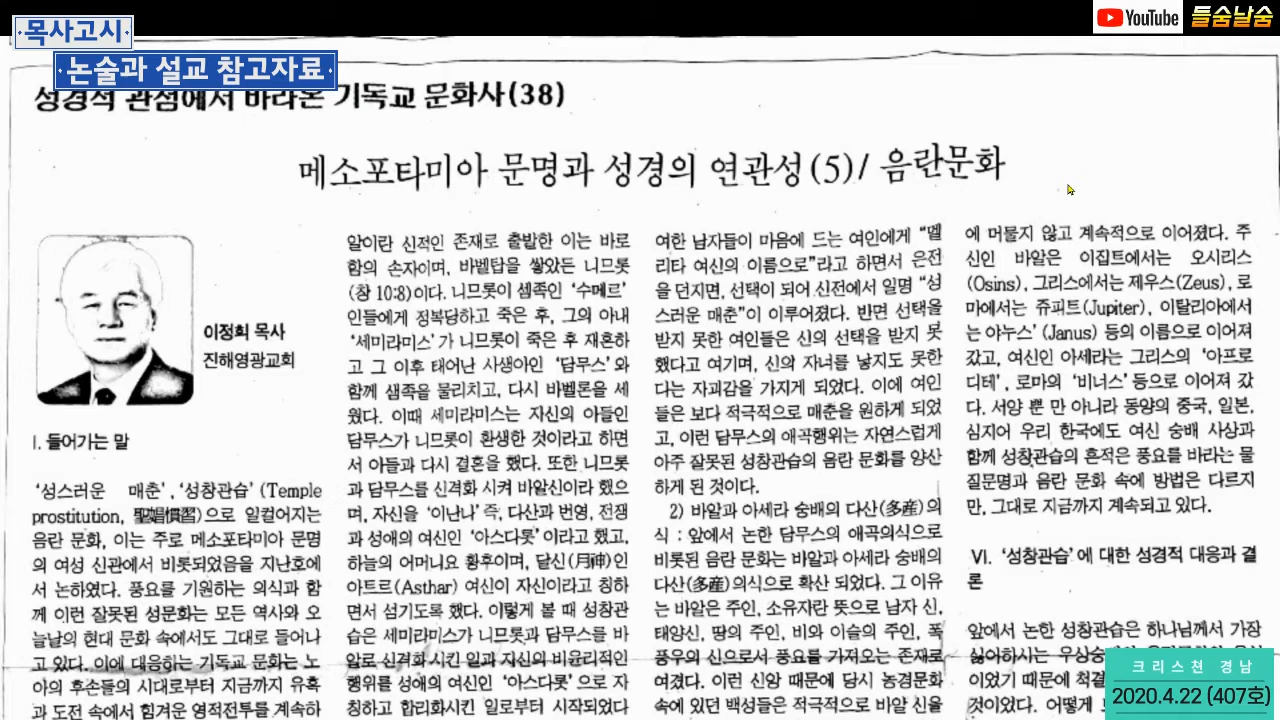 ·목사고시·
YouTube 들숨날숨
·논술과 설교 참고자료·
성경적 관점에서 바라본 기독교 문화사(38)
메소포타미아 문명과 성경의 연관성(5)/ 음란문화
이정희 목사
진해영광교회
Ⅰ. 들어가는 말
‘성스러운 매춘’, ‘성창관습’ (Temple
prostitution, 聖娼慣習)으로 일컬어지는
음란 문화, 이는 주로 메소포타미아 문명
의 여성 신관에서 비롯되었음을 지난호에
서 논하였다. 풍요를 기원하는 의식과 함
께 이런 잘못된 성문화는 모든 역사와 오
늘날의 현대 문화 속에서도 그대로 들어나
고 있다. 이에 대응하는 기독교 문화는 노
아의 후손들의 시대로부터 지금까지 유혹
과 도전 속에서 힘겨운 영적전투를 계속하
알이란 신적인 존재로 출발한 이는 바로
함의 손자이며, 바벨탑을 쌓았든 니므롯
(창 10:8)이다. 니므롯이 셈족인 ‘수메르’
인들에게 정복당하고 죽은 후, 그의 아내
‘세미라미스’가 니므롯이 죽은 후 재혼하
고 그 이후 태어난 사생아인 ‘담무스’와
함께 샘족을 물리치고, 다시 바벨론을 세
웠다. 이때 세미라미스는 자신의 아들인
담무스가 니므롯이 환생한 것이라고 하면
서 아들과 다시 결혼을 했다. 또한 니므롯
과 담무스를 신격화 시켜 바알신이라 했으
며, 자신을 ‘이난나’ 즉, 다산과 번영, 전쟁
과 성애의 여신인 ‘아스다롯’이라고 했고,
하늘의 어머니요 황후이며, 달신(月神)인
아트르(Asthar) 여신이 자신이라고 칭하
면서 섬기도록 했다. 이렇게 볼 때 성창관
습은 세미라미스가 니므롯과 담무스를 바
알로 신격화 시킨 일과 자신의 비윤리적인
행위를 성애의 여신인 ‘아스다롯’으로 자
칭하고 합리화시킨 일로부터 시작되었다
여한 남자들이 마음에 드는 여인에게 “멜
리타 여신의 이름으로”라고 하면서 은전
을 던지면, 선택이 되어 신전에서 일명 “성
스러운 매춘”이 이루어졌다. 반면 선택을
받지 못한 여인들은 신의 선택을 받지 못
했다고 여기며, 신의 자녀를 낳지도 못한
다는 자괴감을 가지게 되었다. 이에 여인
들은 보다 적극적으로 매춘을 원하게 되었
고, 이런 담무스의 애곡행위는 자연스럽게
아주 잘못된 성창관습의 음란 문화를 양산
하게 된 것이다.
2) 바알과 아세라 숭배의 다산(多産)의
식 : 앞에서 논한 담무스의 애곡의식으로
비롯된 음란 문화는 바알과 아세라 숭배의
다산(多産)의식으로 확산 되었다. 그 이유
는 바알은 주인, 소유자란 뜻으로 남자 신,
태양신, 땅의 주인, 비와 이슬의 주인, 폭
풍우의 신으로서 풍요를 가져오는 존재로
여겼다. 이런 신앙 때문에 당시 농경문화
속에 있던 백성들은 적극적으로 바알 신을
에 머물지 않고 계속적으로 이어졌다. 주
신인 바알은 이집트에서는 오시리스
(Osins), 그리스에서는 제우스(Zeus), 로
마에서는 쥬피트(Jupiter), 이탈리아에서
는 야누스’ (Janus) 등의 이름으로 이어져
갔고, 여신인 아세라는 그리스의 ‘아프로
디테’, 로마의 ‘비너스’ 등으로 이어져 갔
다. 서양 뿐 만 아니라 동양의 중국, 일본,
심지어 우리 한국에도 여신 숭배 사상과
함께 성창관습의 흔적은 풍요를 바라는 물
질문명과 음란 문화 속에 방법은 다르지
만, 그대로 지금까지 계속되고 있다.
Ⅵ. ‘성창관습’에 대한 성경적 대응과 결
론
앞에서 논한 성창관습은 하나님께서 가장
싫어하시는
이었기 때문에 척결
것이었다. 어떻게
크리스천 경남
2020.4.22 (407호)